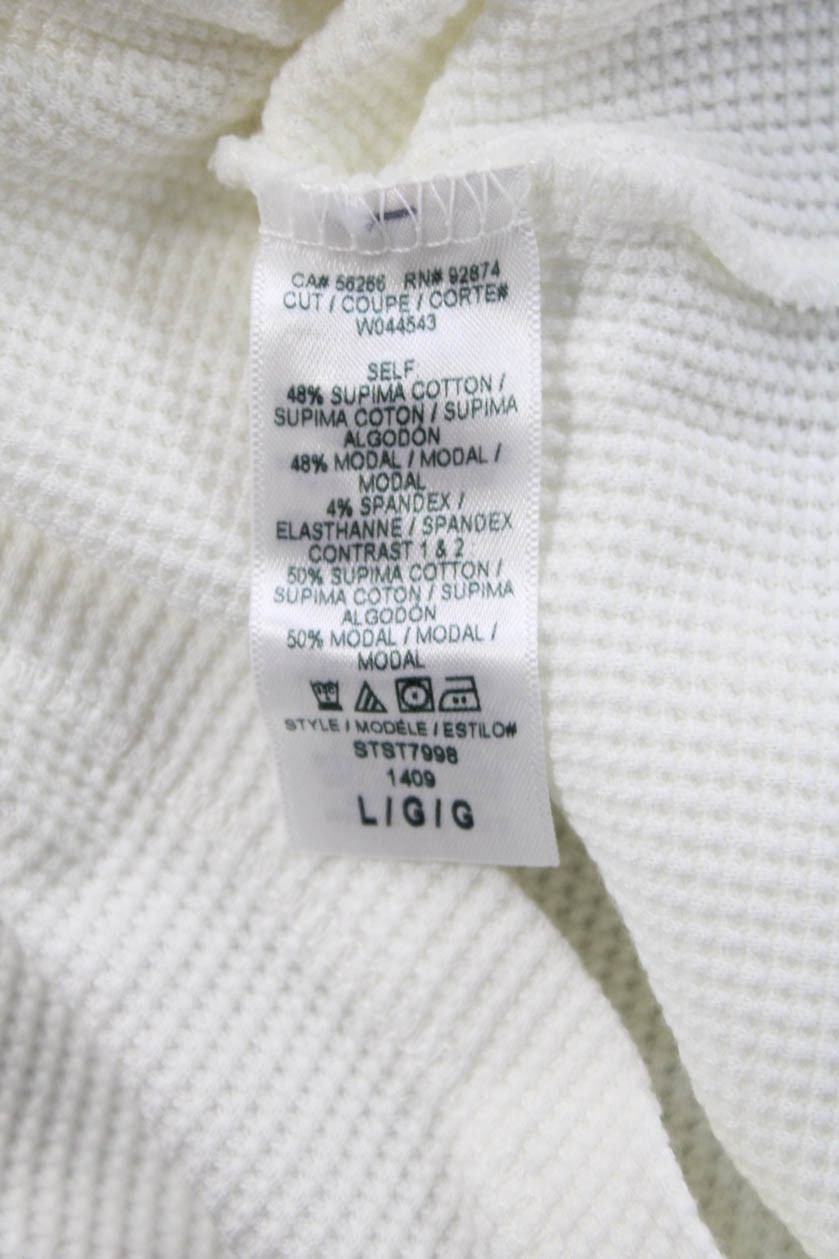 CA# 56266 RN# 92874
CUT / COUPE / CORTE#
W044543
SELF
48% SUPIMA COTTON /
SUPIMA COTON / SUPIMA
ALGODÓN
48% MODAL / MODAL /
MODAL
4% SPANDEX /
ELASTHANNE / SPANDEX
CONTRAST 1 & 2
50% SUPIMA COTTON /
SUPIMA COTON / SUPIMA
ALGODÓN
50% MODAL / MODAL /
MODAL
STYLE / MODÈLE / ESTILO#
STST7998
1409
L / G / G